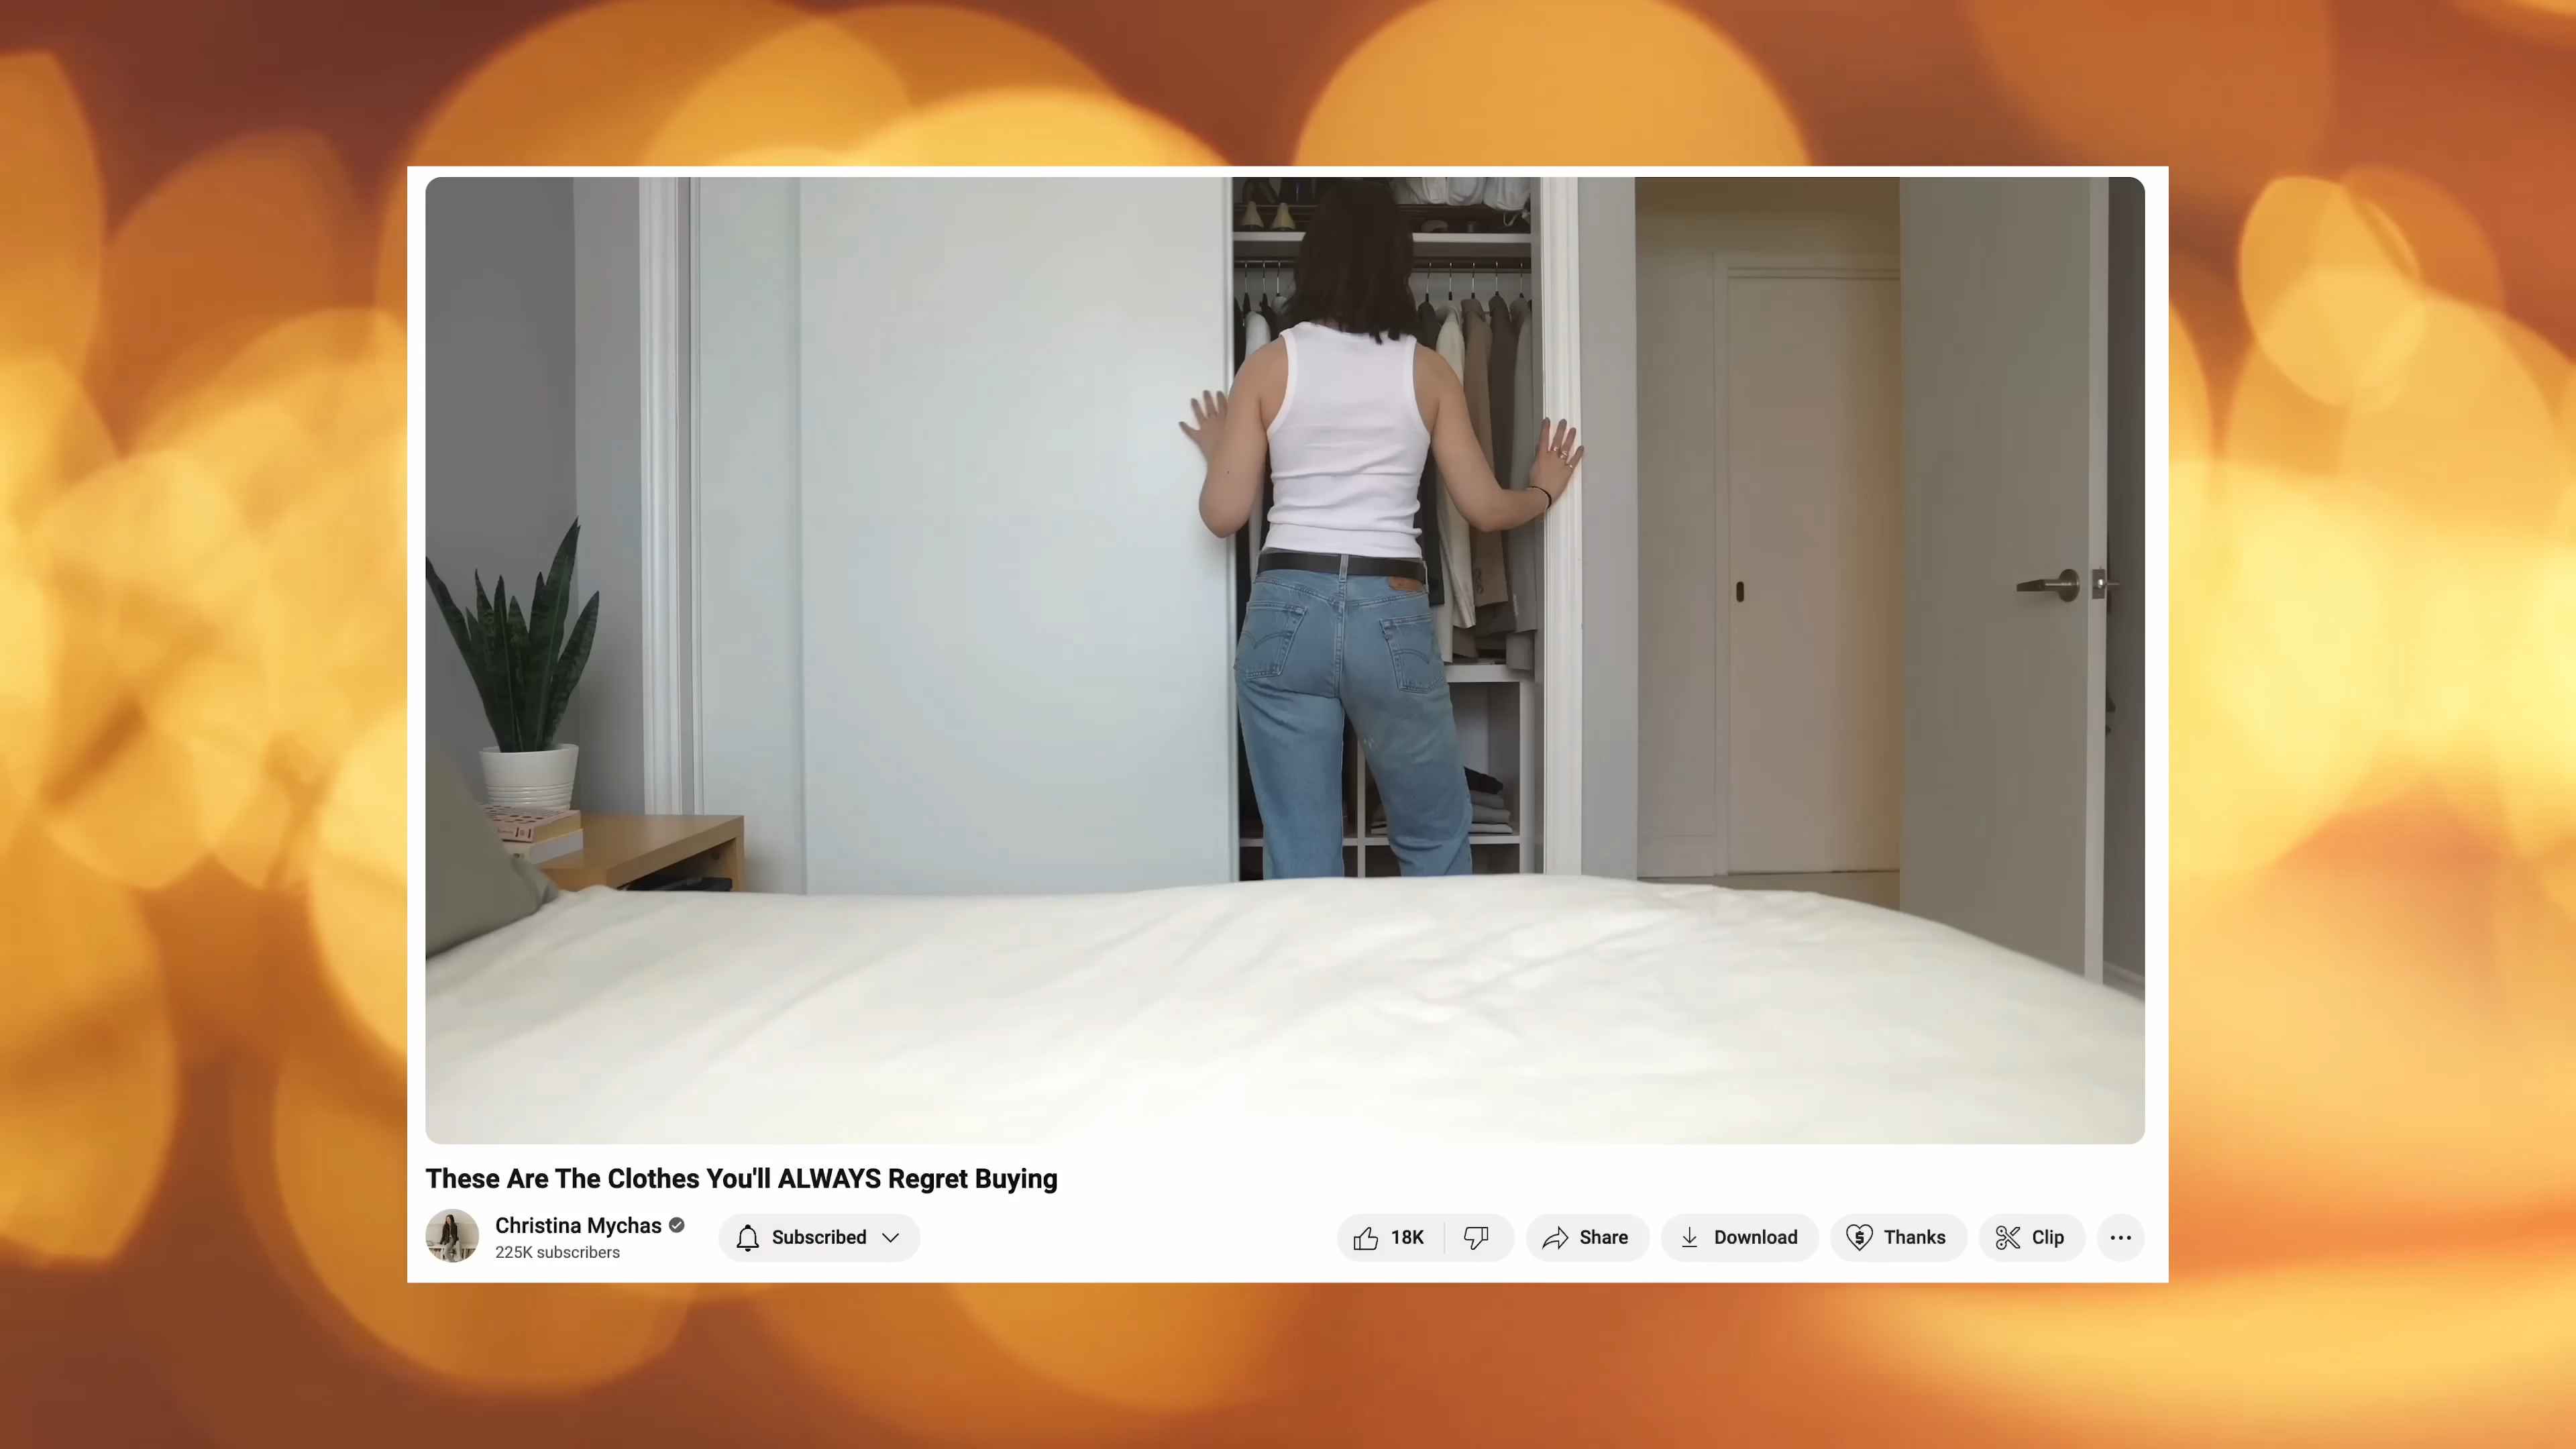 These Are The Clothes You'll ALWAYS Regret Buying
Christina Mychas
225K subscribers
Subscribed
18K
Share
Download
Thanks
Clip